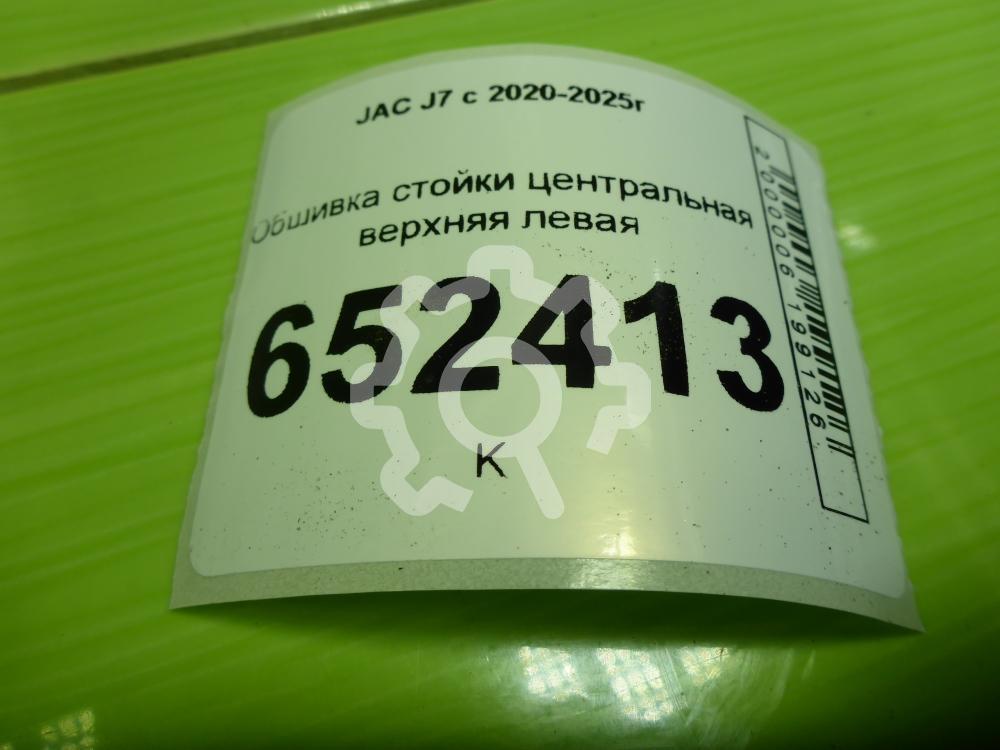 JAC J7 с 2020-2025г
Обшивка стойки центральная
верхняя левая
652413
К
2000006199126